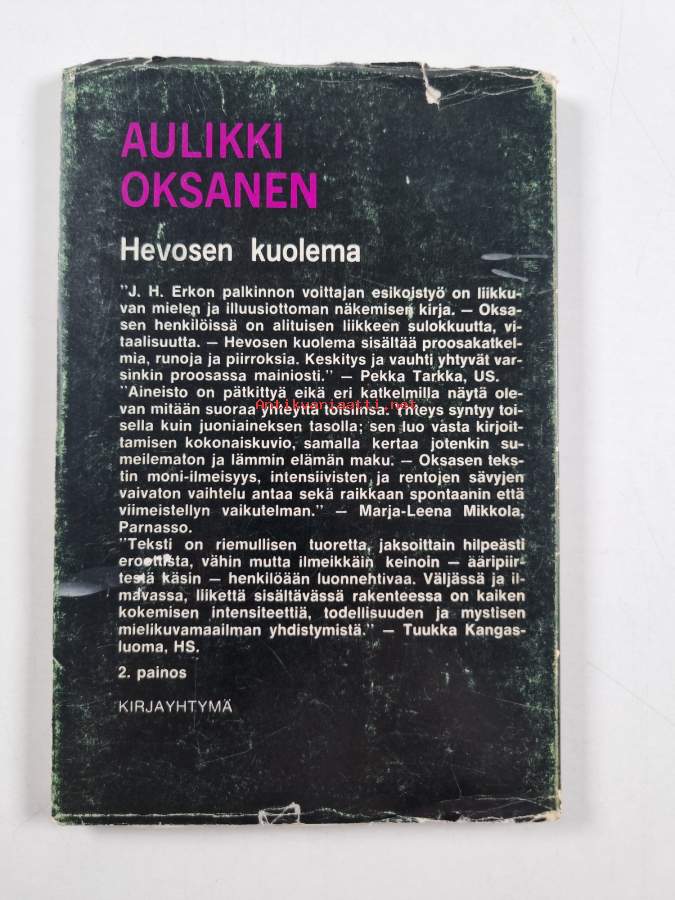 AULIKKI
OKSANEN
Hevosen kuolema
"J. H. Erkon palkinnon voittajan esikoistyö on liikku-
van mielen ja illuusiottoman näkemisen kirja. — Oksa-
sen henkilöissä on alituisen liikkeen sulokkuutta, vi-
taalisuutta. — Hevosen kuolema sisältää proosakatkel-
mia, runoja ja piirroksia. Keskitys ja vauhti yhtyvät var-
sinkin proosassa mainiosti." — Pekka Tarkka, US.
"Aineisto on pätkittyä eikä eri katkelmilla näytä ole-
van mitään suoraa yhteyttä toisiinsa. Yhteys syntyy toi-
Antikvariaatti.net
sella kuin juoniaineksen tasolla; sen luo vasta kirjoit-
tamisen kokonaiskuvio, samalla kertaa jotenkin su-
meilematon ja lämmin elämän maku. — Oksasen teks-
tin moni-ilmeisyys, intensiivisten ja rentojen sävyjen
vaivaton vaihtelu antaa sekä raikkaan spontaanin että
viimeistellyn vaikutelman." — Marja-Leena Mikkola,
Parnasso.
"Teksti on riemullisen tuoretta, jaksoittain hilpeästi
eroottista, vähin mutta ilmeikkäin keinoin — ääripiir-
testä käsin — henkilöään luonnehtivaa. Väljässä ja il-
mavassa, liikettä sisältävässä rakenteessa on kaiken
kokemisen intensiteettiä, todellisuuden ja mystisen
mielikuvamaailman yhdistymistä." — Tuukka Kangas-
luoma, HS.
2. painos
KIRJAYHTYMÄ